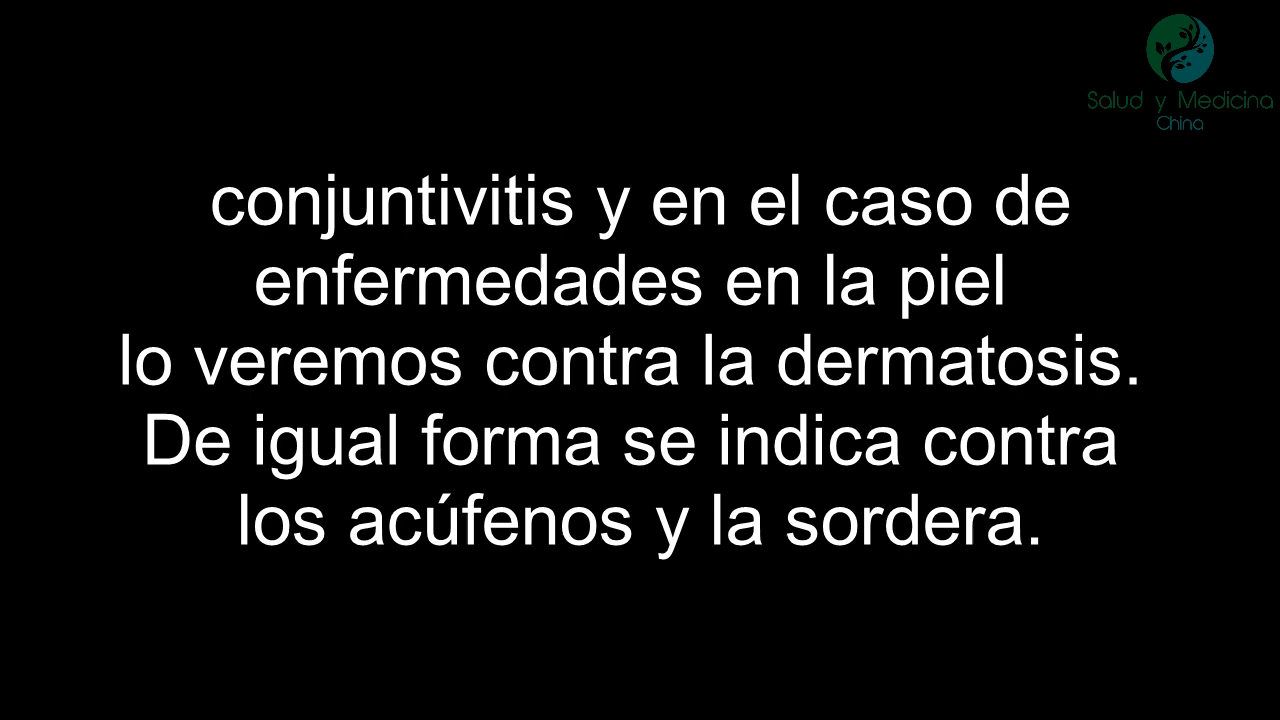 Salud y Medicina
China
conjuntivitis y en el caso de
enfermedades en la piel
lo veremos contra la dermatosis.
De igual forma se indica contra
los acúfenos y la sordera.